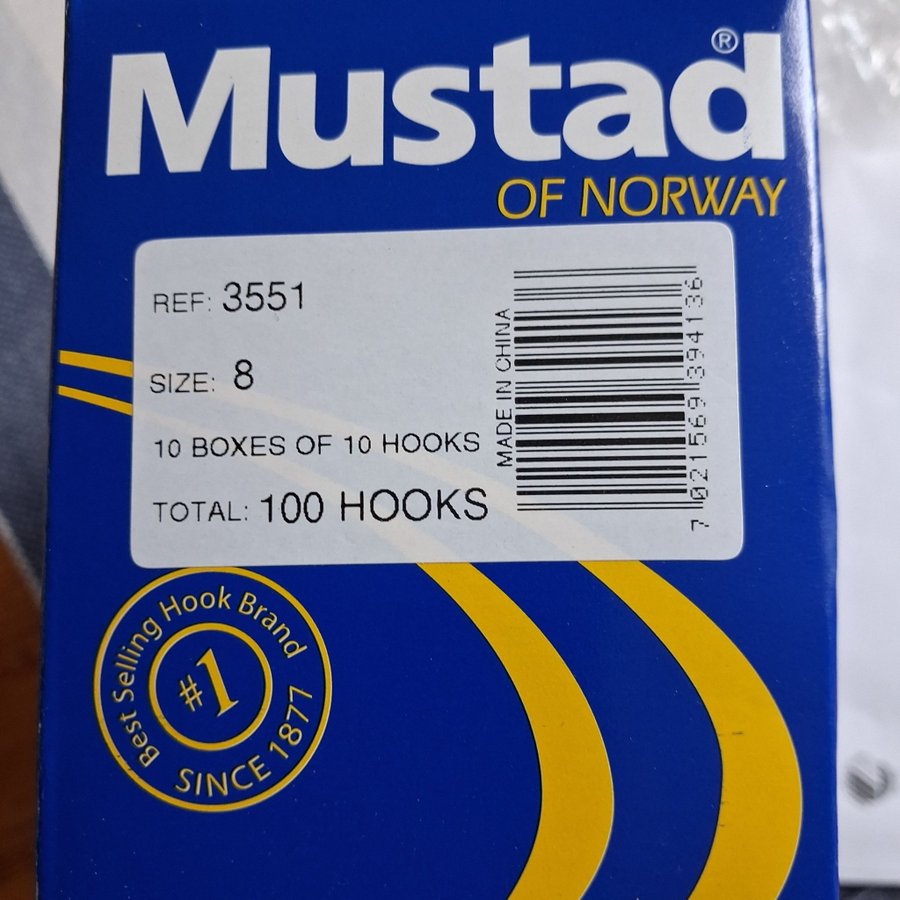 Mustad®
OF NORWAY
REF: 3551
SIZE: 8
10 BOXES OF 10 HOOKS
TOTAL: 100 HOOKS
MADE IN CHINA
7 021569 394136
Best Selling Hook Brand
#1
SINCE 1877